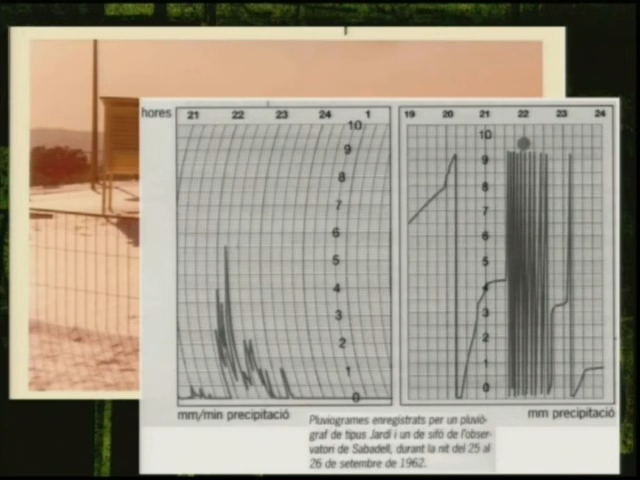 hores 21 22 23 24 1
10
9
8
7
6
5
4
3
2
1
0
mm/min precipitació
19 20 21 22 23 24
10
9
8
7
6
5
4
3
2
1
0
mm precipitació
Pluviogrames enregistrats per un pluviò-
graf de tipus Jardí i un de sifó de l'obser-
vatori de Sabadell, durant la nit del 25 al
26 de setembre de 1962.